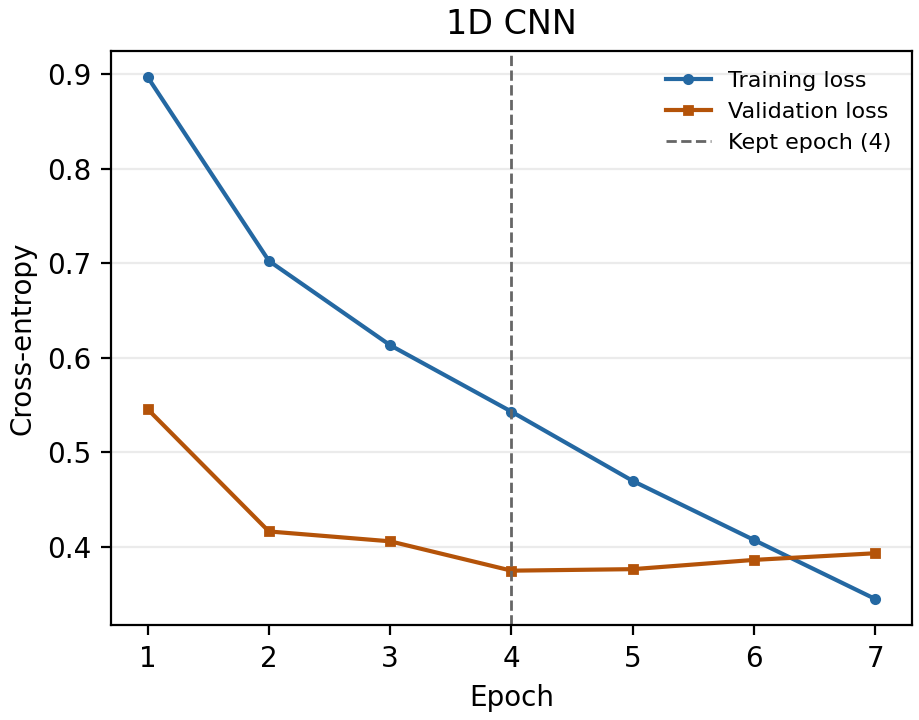 1D CNN
Training loss
Validation loss
Kept epoch (4)
Cross-entropy
0.9
0.8
0.7
0.6
0.5
0.4
1 2 3 4 5 6 7
Epoch